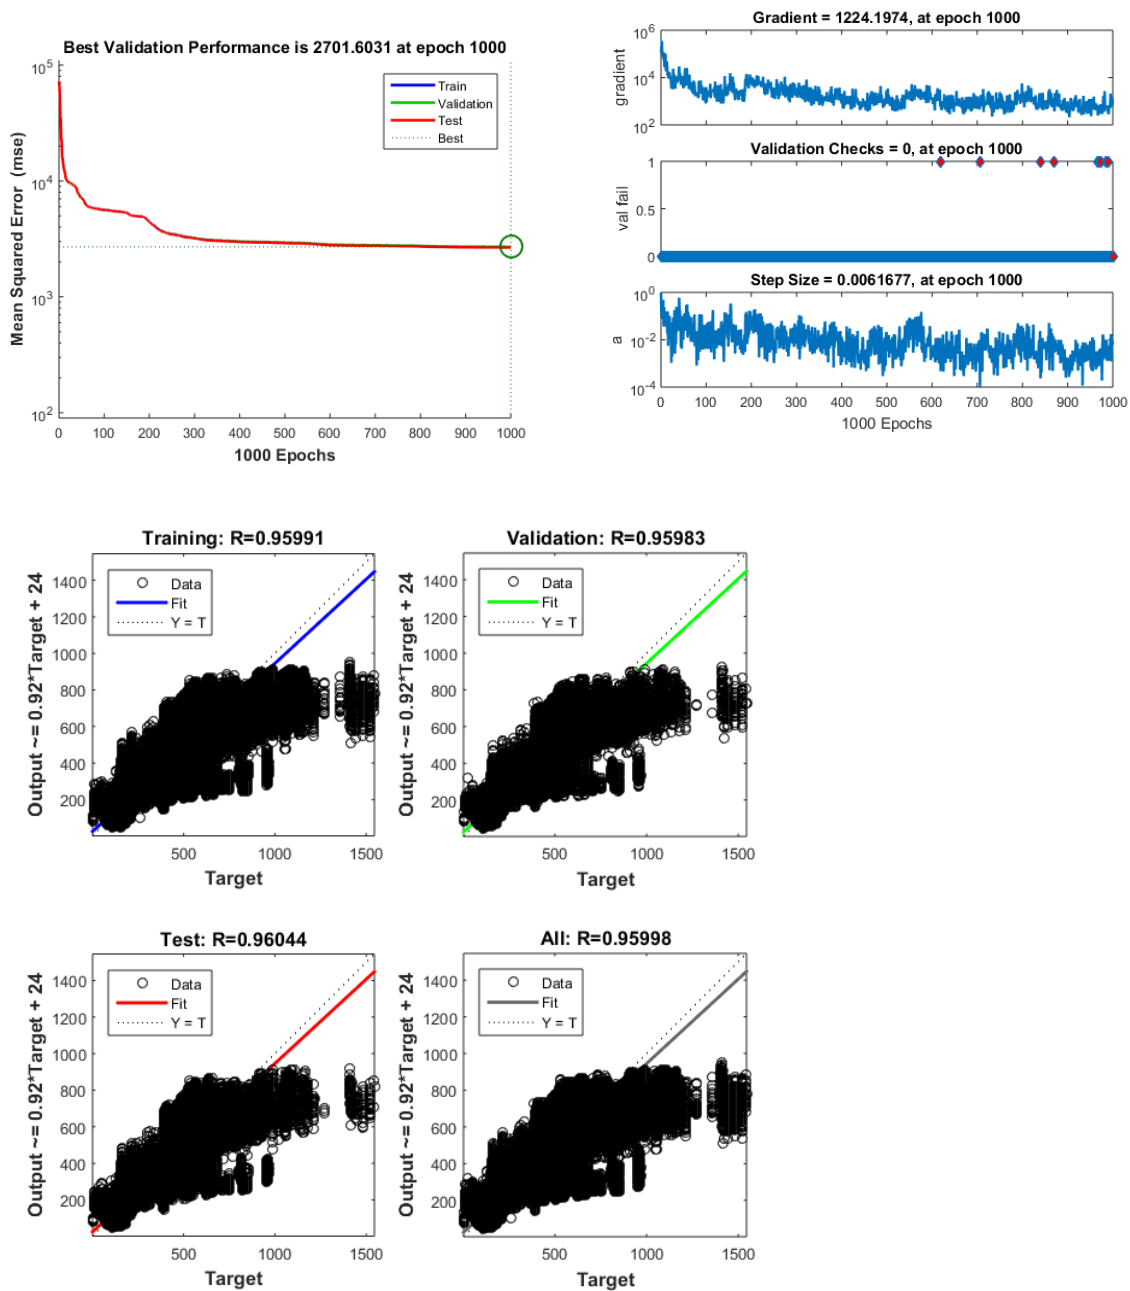 Best Validation Performance is 2701.6031 at epoch 1000
Mean Squared Error (mse)
10^5
10^4
10^3
10^2
Train
Validation
Test
Best
0 100 200 300 400 500 600 700 800 900 1000
1000 Epochs
Gradient = 1224.1974, at epoch 1000
gradient
10^6
10^4
10^2
Validation Checks = 0, at epoch 1000
val fail
1
0.5
0
Step Size = 0.0061677, at epoch 1000
a
10^0
10^-2
10^-4
0 100 200 300 400 500 600 700 800 900 1000
1000 Epochs
Training: R=0.95991
Output ~= 0.92*Target + 24
1400
1200
1000
800
600
400
200
Data
Fit
Y = T
500 1000 1500
Target
Validation: R=0.95983
Output ~= 0.92*Target + 24
1400
1200
1000
800
600
400
200
Data
Fit
Y = T
500 1000 1500
Target
Test: R=0.96044
Output ~= 0.92*Target + 24
1400
1200
1000
800
600
400
200
Data
Fit
Y = T
500 1000 1500
Target
All: R=0.95998
Output ~= 0.92*Target + 24
1400
1200
1000
800
600
400
200
Data
Fit
Y = T
500 1000 1500
Target